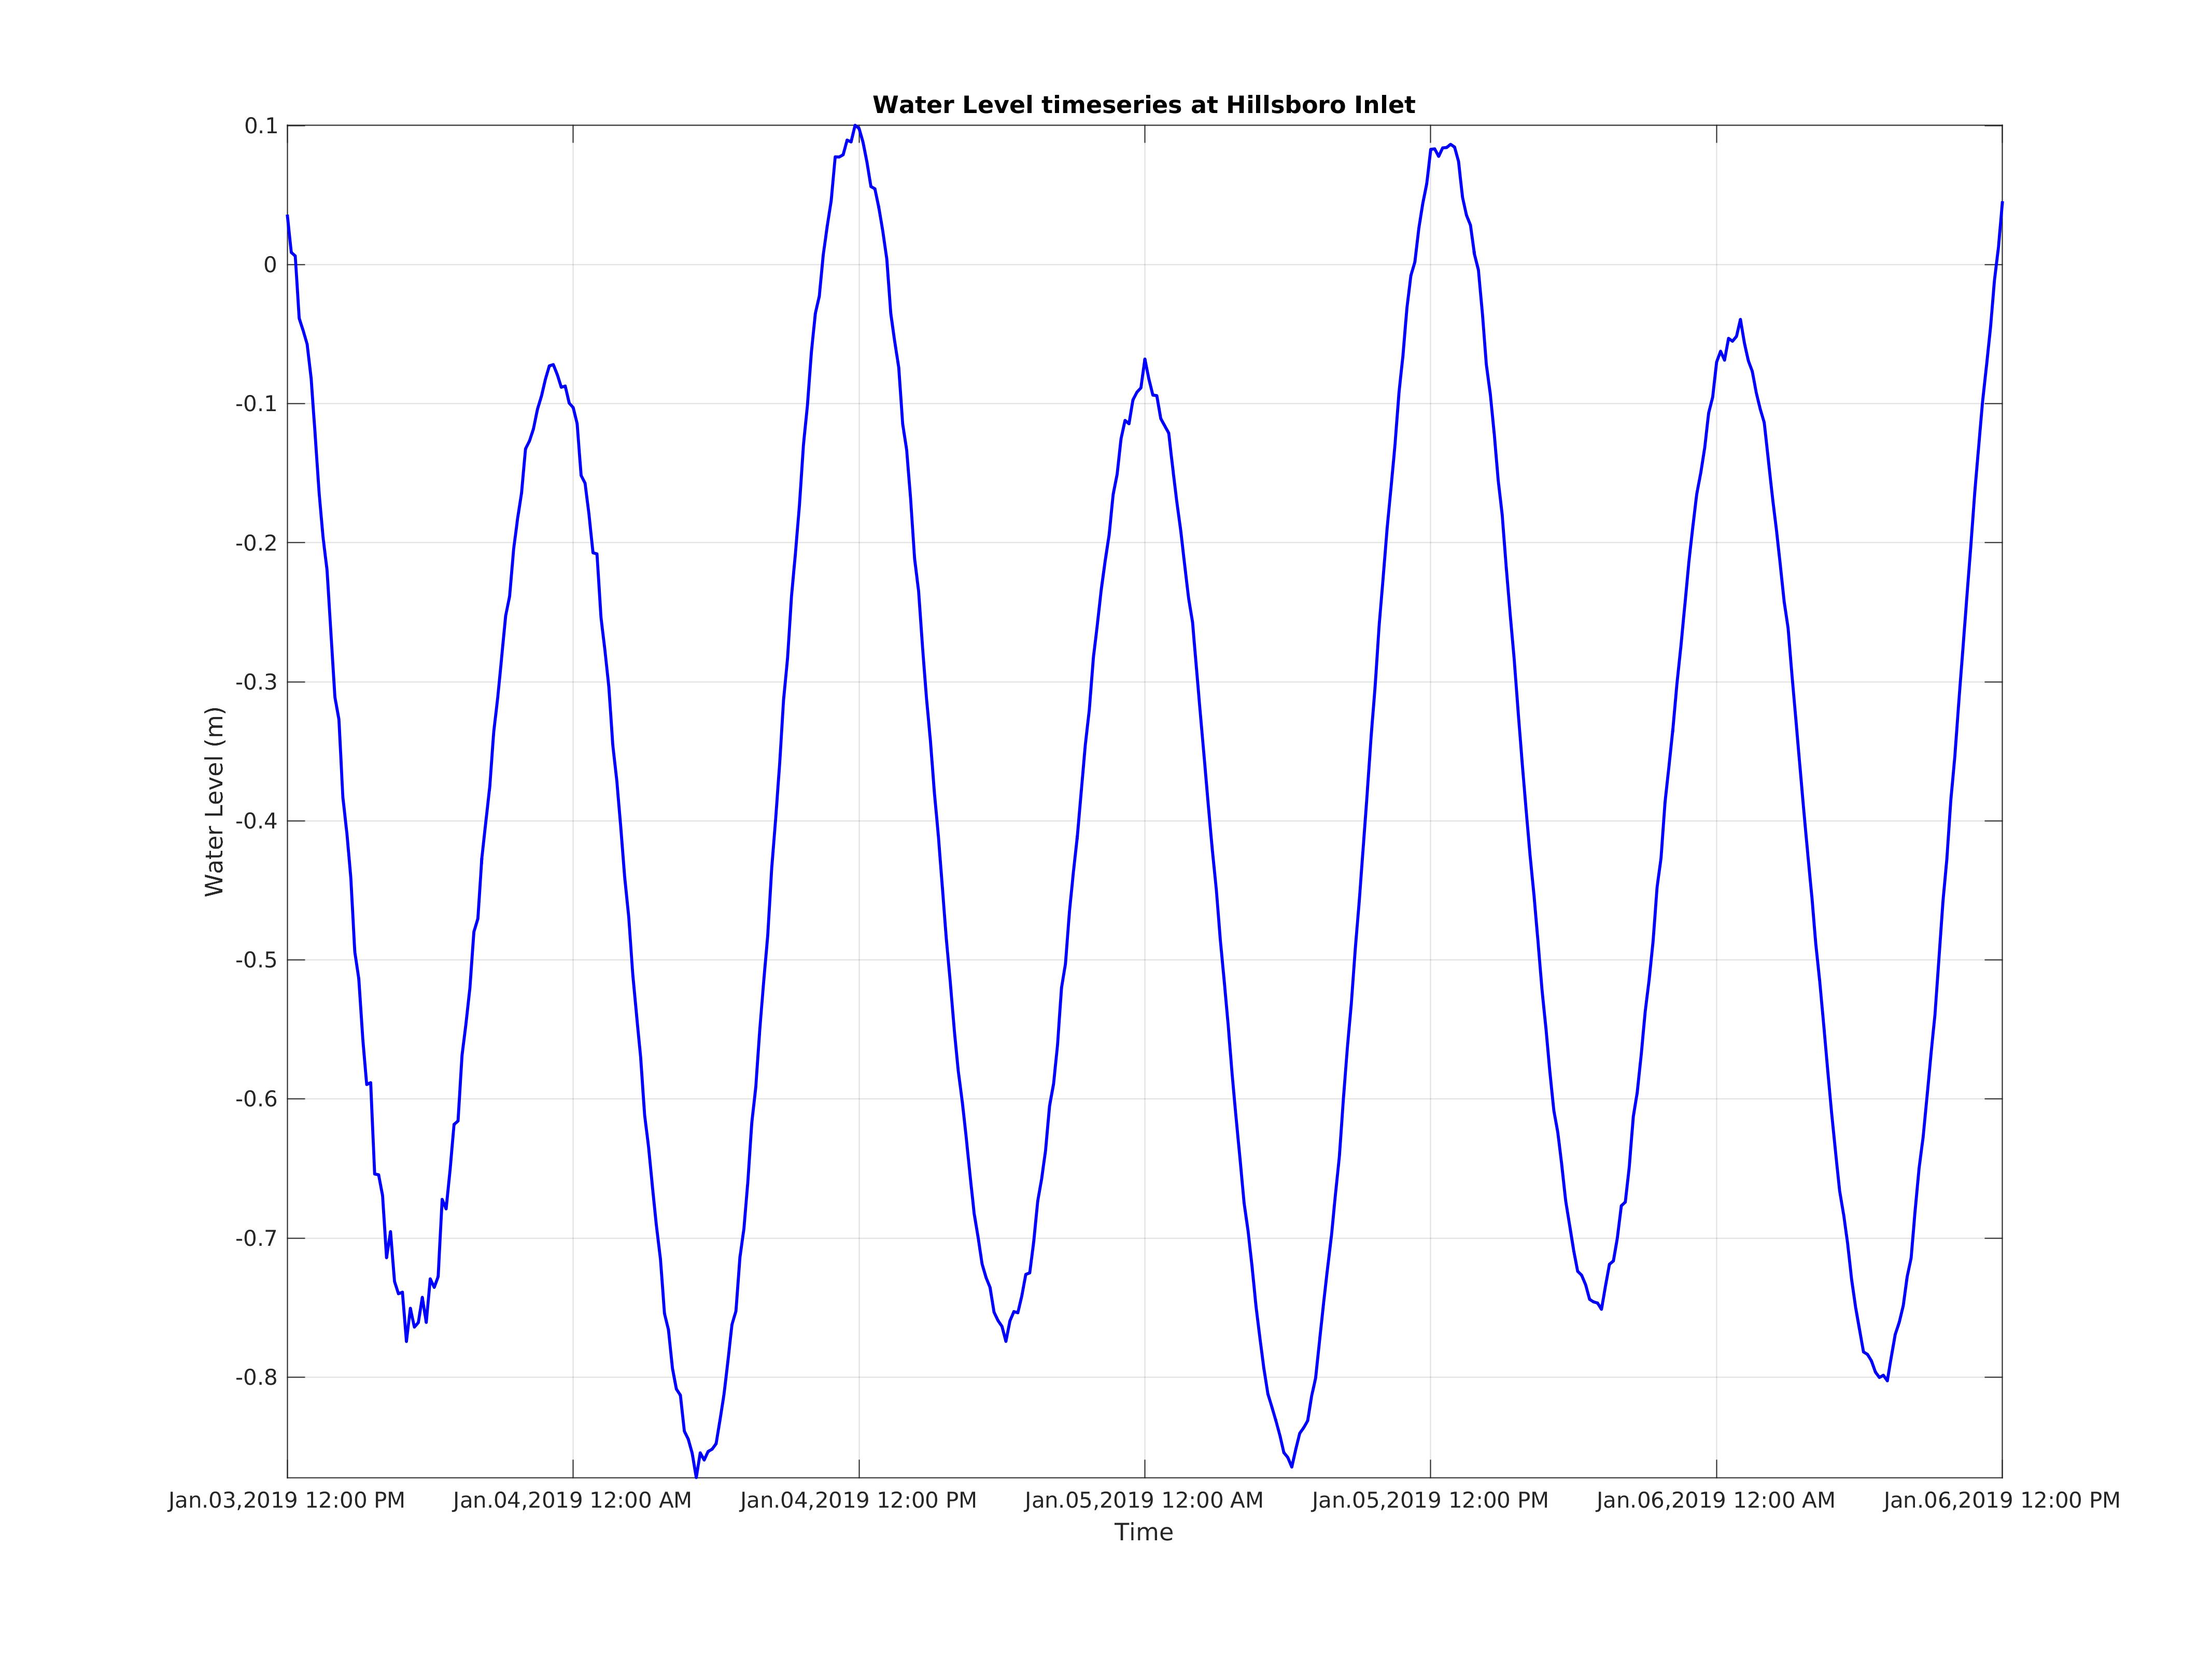 Water Level timeseries at Hillsboro Inlet
0.1
0
-0.1
-0.2
-0.3
-0.4
-0.5
-0.6
-0.7
-0.8
Water Level (m)
Jan.03,2019 12:00 PM Jan.04,2019 12:00 AM Jan.04,2019 12:00 PM Jan.05,2019 12:00 AM Jan.05,2019 12:00 PM Jan.06,2019 12:00 AM Jan.06,2019 12:00 PM
Time